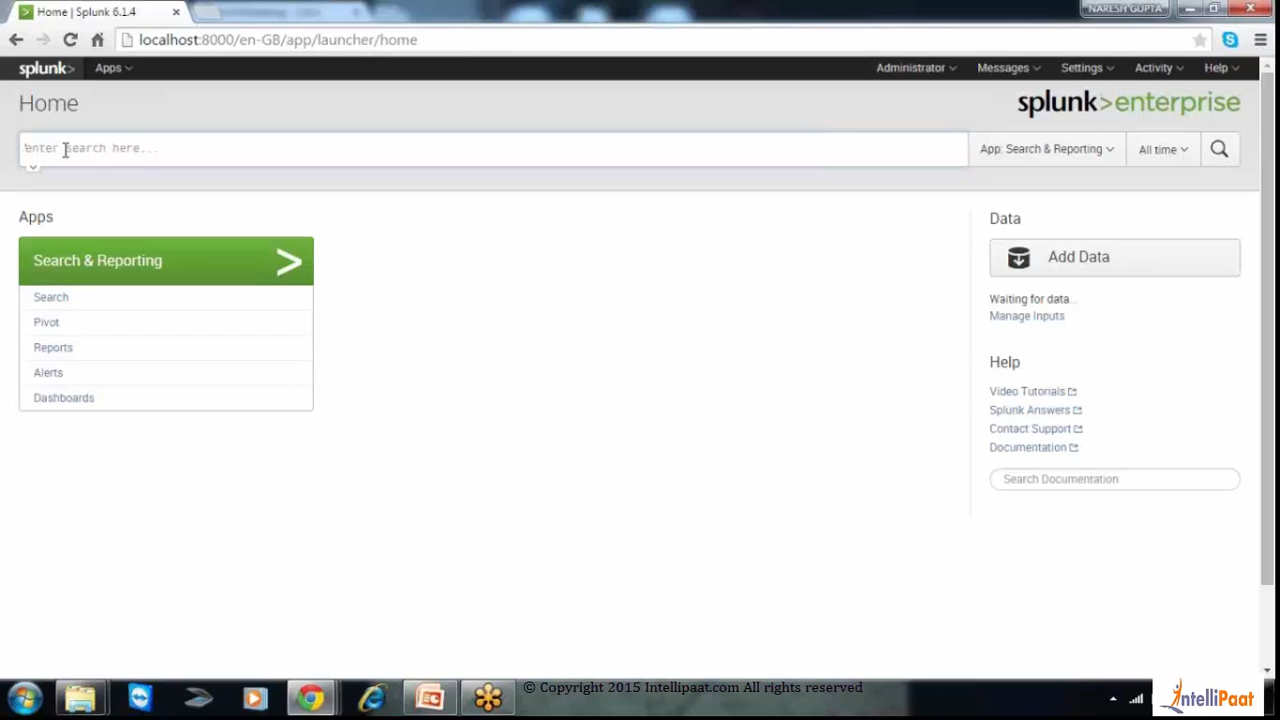 Home | Splunk 6.1.4
NARESH GUPTA
localhost:8000/en-GB/app/launcher/home
splunk> Apps Administrator Messages Settings Activity Help
Home
splunk>enterprise
enter search here...
App: Search & Reporting
All time
Apps
Search & Reporting >
Search
Pivot
Reports
Alerts
Dashboards
Data
Add Data
Waiting for data...
Manage Inputs
Help
Video Tutorials
Splunk Answers
Contact Support
Documentation
Search Documentation
© Copyright 2015 Intellipaat.com All rights reserved
IntelliPaat